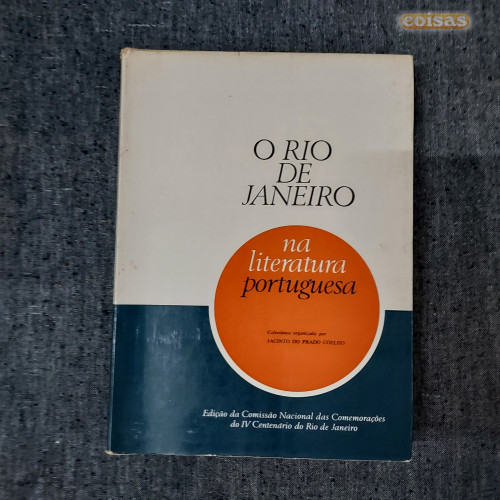 coisas
O RIO
DE
JANEIRO
na
literatura
portuguesa
Coletânea organizada por
JACINTO DO PRADO COELHO
Edição da Comissão Nacional das Comemorações
do IV Centenário do Rio de Janeiro